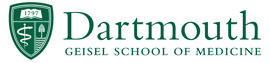 1797
Dartmouth
GEISEL SCHOOL OF MEDICINE